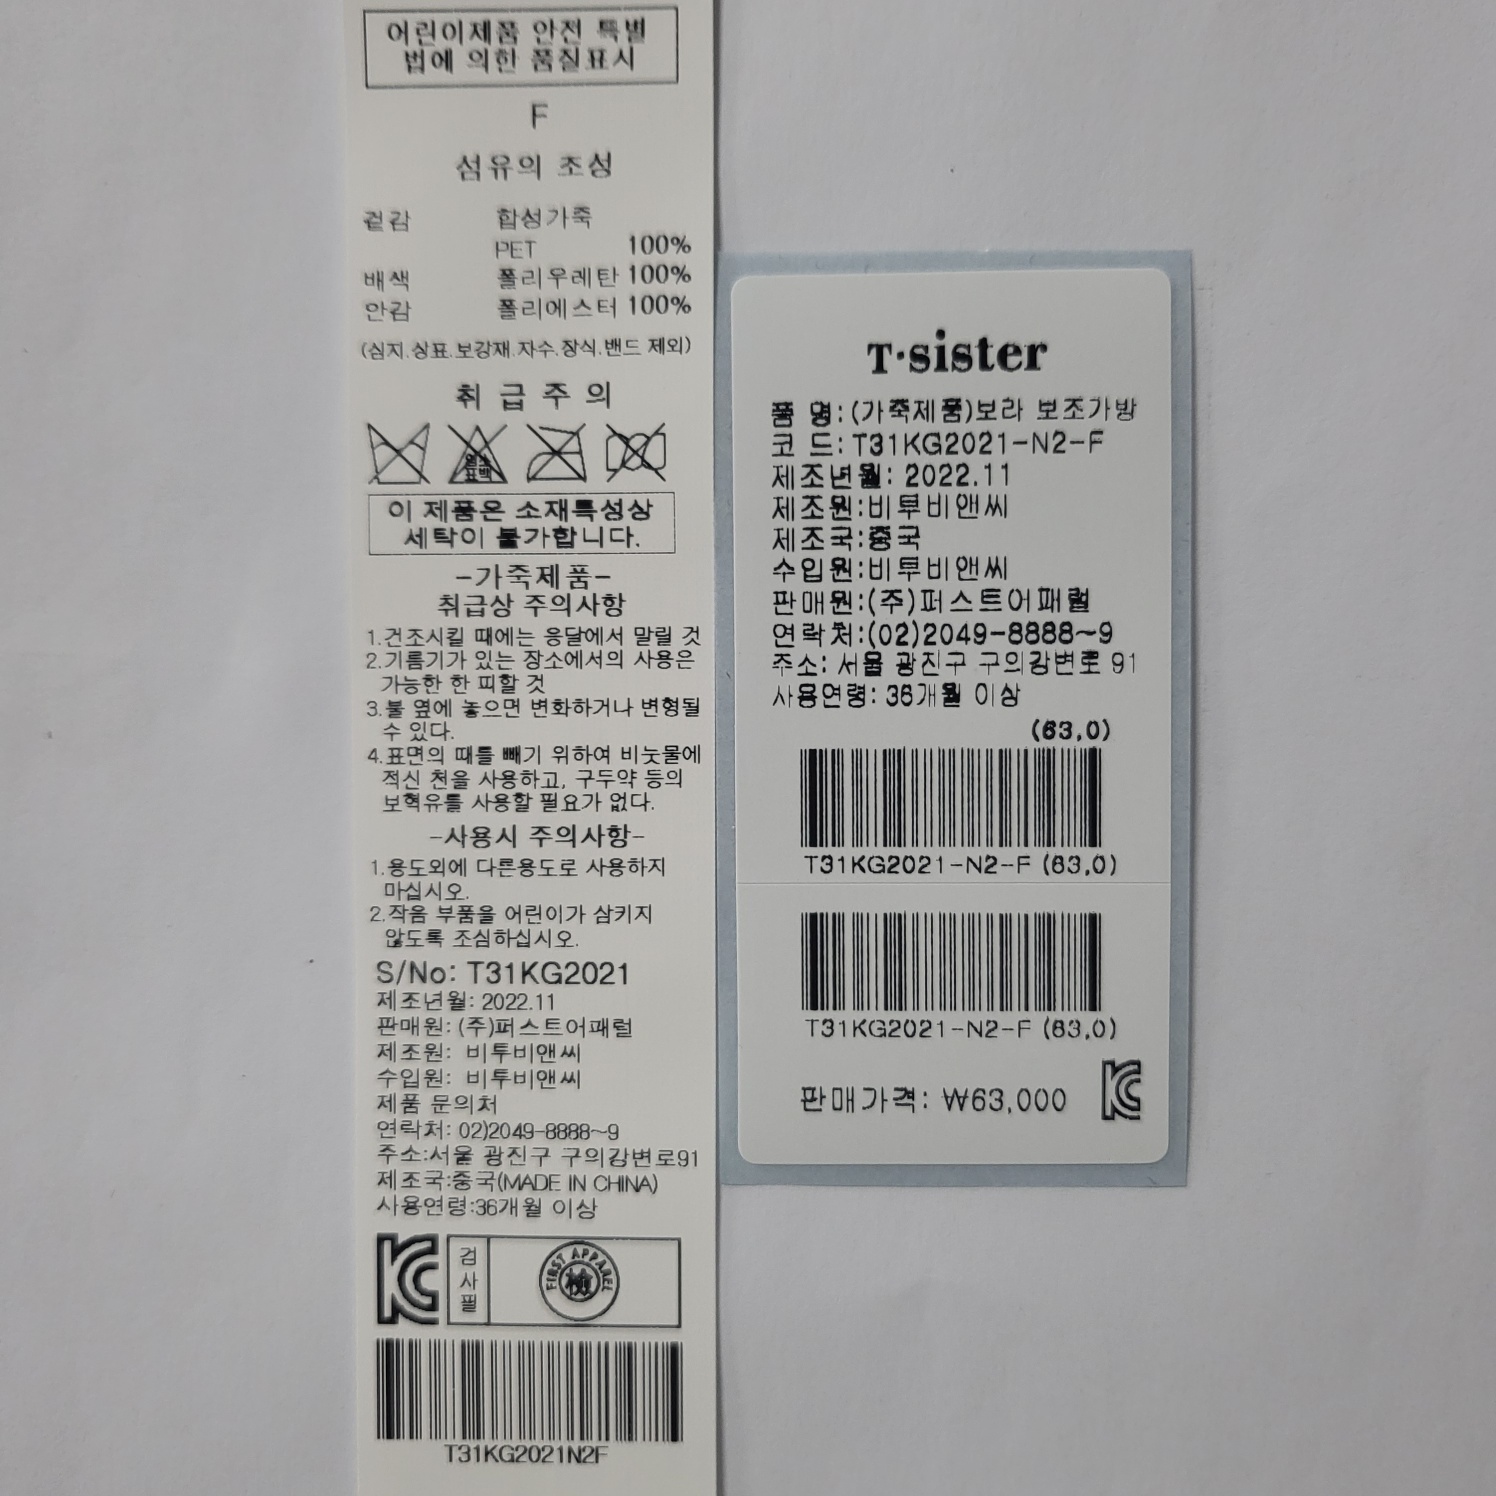 어린이제품 안전 특별
법에 의한 품질표시
F
섬유의 조성
겉감 합성가죽
PET 100%
배색 폴리우레탄 100%
안감 폴리에스터 100%
(심지.상표.보강재.자수.장식.밴드 제외)
취급주의
염소
표백
이 제품은 소재특성상
세탁이 불가합니다.
-가죽제품-
취급상 주의사항
1.건조시킬 때에는 응달에서 말릴 것
2.기름기가 있는 장소에서의 사용은
가능한 한 피할 것
3.불 옆에 놓으면 변화하거나 변형될
수 있다.
4.표면의 때를 빼기 위하여 비눗물에
적신 천을 사용하고, 구두약 등의
보혁유를 사용할 필요가 없다.
-사용시 주의사항-
1.용도외에 다른용도로 사용하지
마십시오.
2.작음 부품을 어린이가 삼키지
않도록 조심하십시오.
S/No: T31KG2021
제조년월: 2022.11
판매원: (주)퍼스트어패럴
제조원: 비투비앤씨
수입원: 비투비앤씨
제품 문의처
연락처: 02)2049-8888~9
주소:서울 광진구 구의강변로91
제조국:중국(MADE IN CHINA)
사용연령:36개월 이상
KC
검사필
FIRST APPAREL
檢
T31KG2021N2F
T·sister
품 명:(가죽제품)보라 보조가방
코 드: T31KG2021-N2-F
제조년월: 2022.11
제조원:비투비앤씨
제조국:중국
수입원:비투비앤씨
판매원:(주)퍼스트어패럴
연락처:(02)2049-8888~9
주소: 서울 광진구 구의강변로 91
사용연령: 36개월 이상
(63,0)
T31KG2021-N2-F (63,0)
T31KG2021-N2-F (63,0)
판매가격: ₩63,000
KC